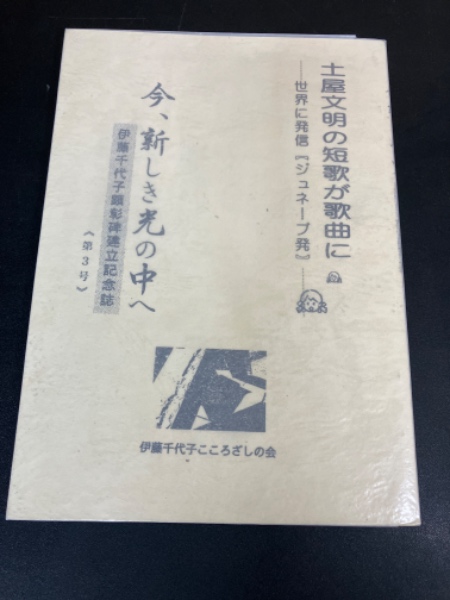 土屋文明の短歌が歌曲に
──世界に発信『ジュネーブ発』──
今、新しき光の中へ
伊藤千代子顕彰碑建立記念誌
《第3号》
伊藤千代子こころざしの会